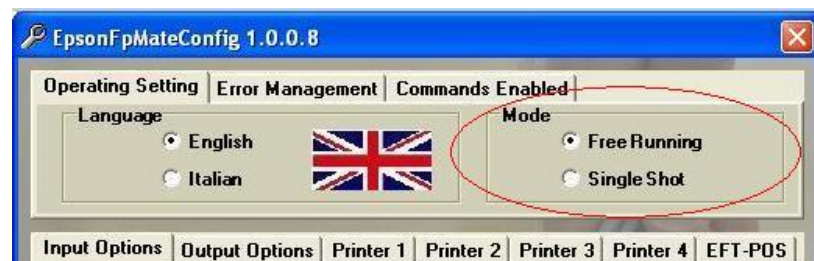 EpsonFpMateConfig 1.0.0.8
Operating Setting Error Management Commands Enabled
Language Mode
English Free Running
Italian Single Shot
Input Options Output Options Printer 1 Printer 2 Printer 3 Printer 4 EFT-POS